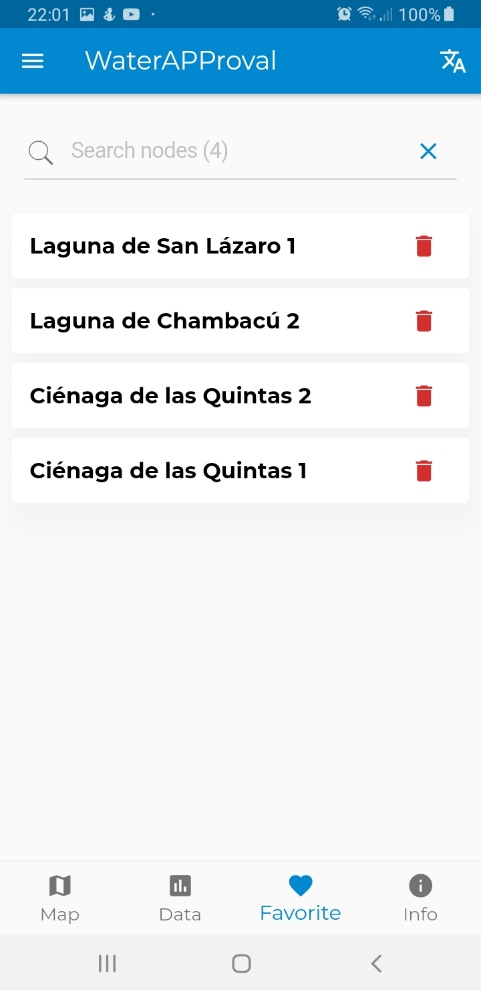 22:01
100%
WaterAPProval
Search nodes (4)
Laguna de San Lázaro 1
Laguna de Chambacú 2
Ciénaga de las Quintas 2
Ciénaga de las Quintas 1
Map
Data
Favorite
Info